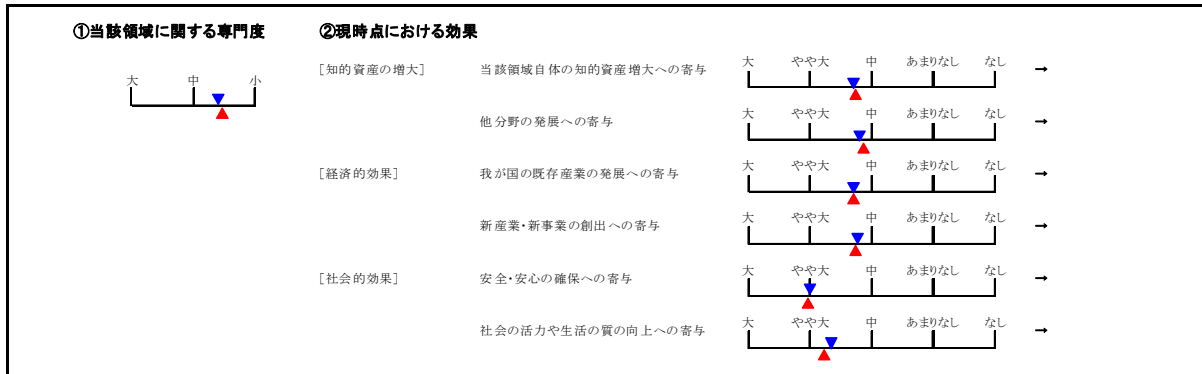 ①当該領域に関する専門度 ②現時点における効果
大 中 小
[知的資産の増大] 当該領域自体の知的資産増大への寄与 大 やや大 中 あまりなし なし →
他分野の発展への寄与 大 やや大 中 あまりなし なし →
[経済的効果] 我が国の既存産業の発展への寄与 大 やや大 中 あまりなし なし →
新産業・新事業の創出への寄与 大 やや大 中 あまりなし なし →
[社会的効果] 安全・安心の確保への寄与 大 やや大 中 あまりなし なし →
社会の活力や生活の質の向上への寄与 大 やや大 中 あまりなし なし →